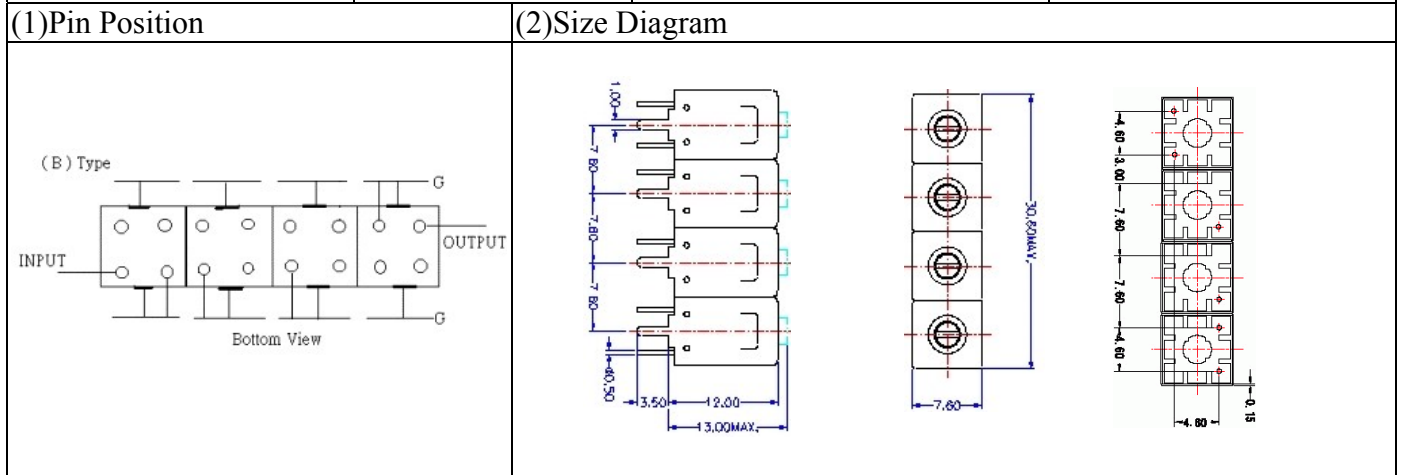 (1)Pin Position
(2)Size Diagram
(B) Type
G
OUTPUT
INPUT
G
Bottom View
1.00
7.60
7.60
7.60
Φ0.50
3.50
12.00
13.00MAX.
30.60MAX.
7.60
4.60
3.00
7.60
7.60
4.60
4.60
0.15